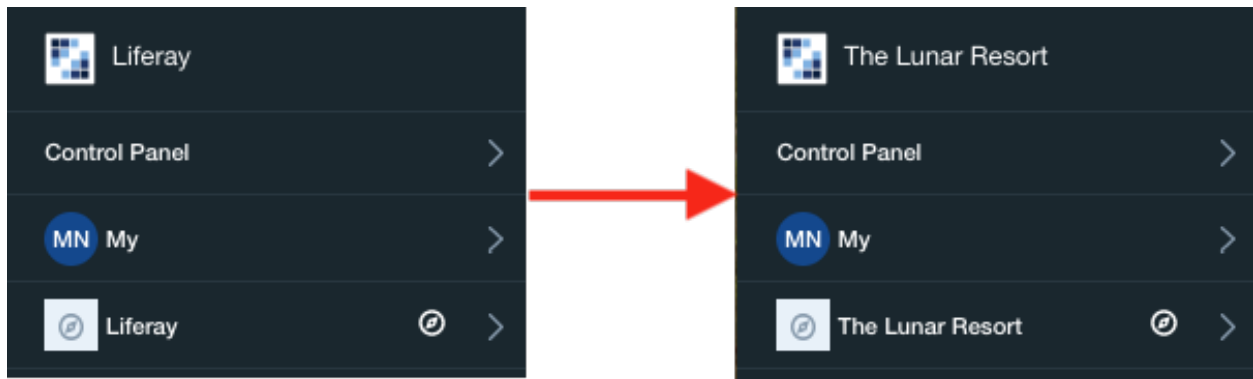 Liferay
Control Panel
MN My
Liferay
The Lunar Resort
Control Panel
MN My
The Lunar Resort